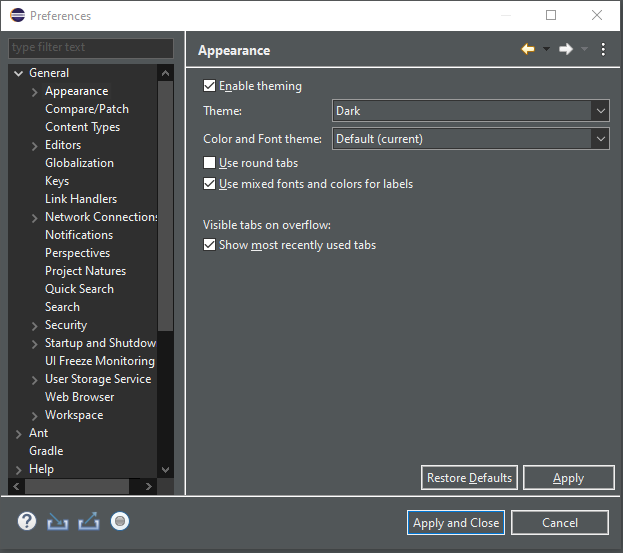 Preferences
type filter text
General
Appearance
Compare/Patch
Content Types
Editors
Globalization
Keys
Link Handlers
Network Connections
Notifications
Perspectives
Project Natures
Quick Search
Search
Security
Startup and Shutdow
UI Freeze Monitoring
User Storage Service
Web Browser
Workspace
Ant
Gradle
Help
Appearance
Enable theming
Theme: Dark
Color and Font theme: Default (current)
Use round tabs
Use mixed fonts and colors for labels
Visible tabs on overflow:
Show most recently used tabs
Restore Defaults Apply
Apply and Close Cancel